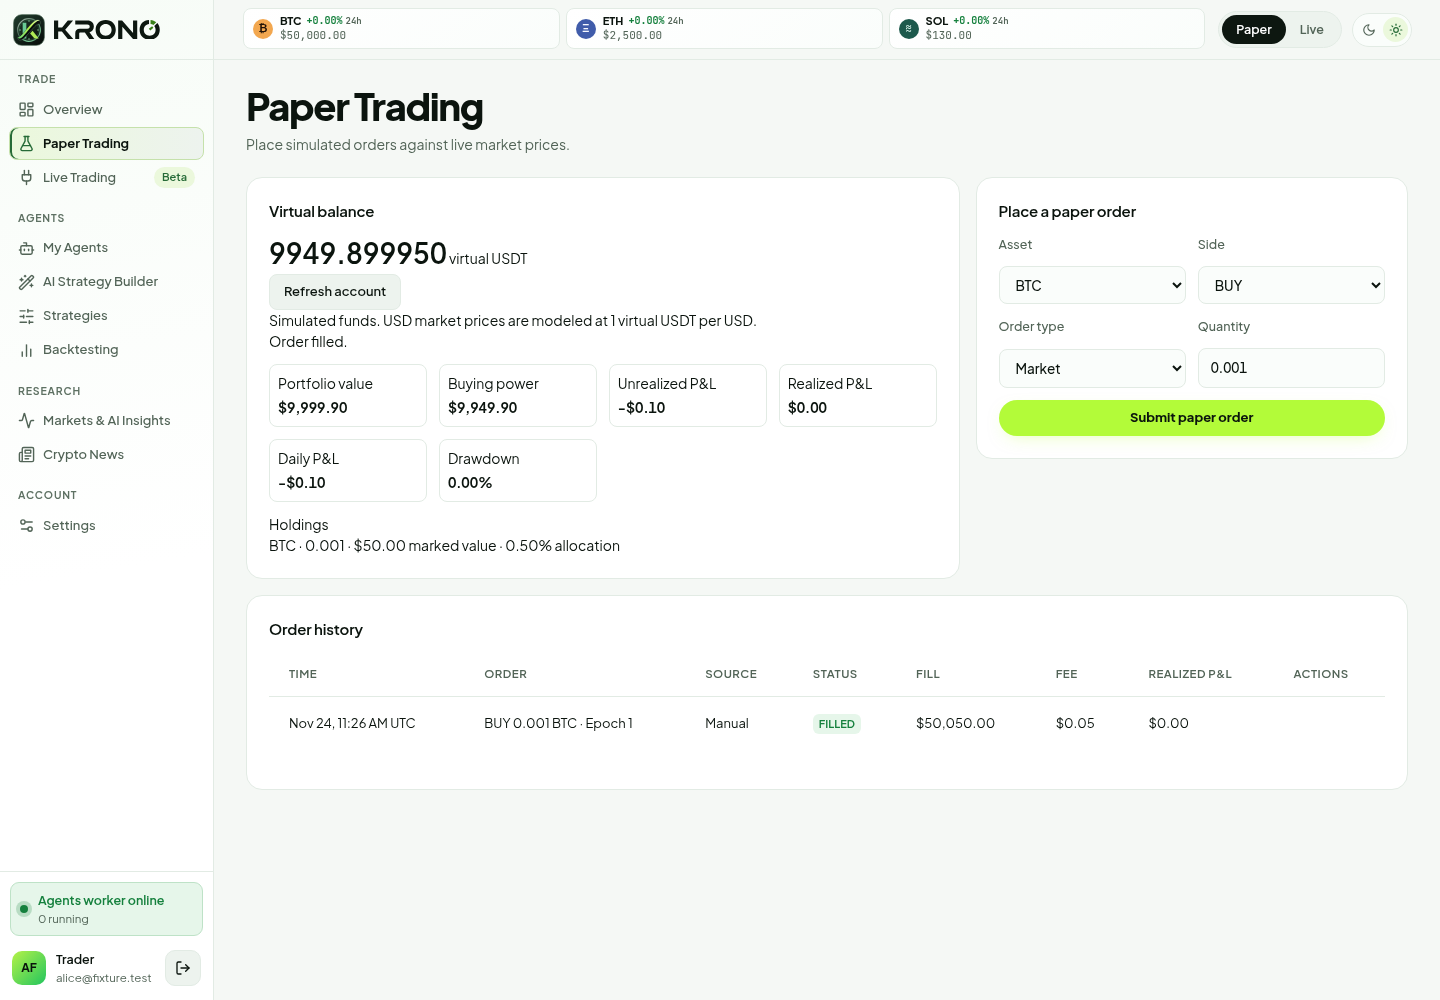 KRONO
BTC +0.00% 24h
$50,000.00
ETH +0.00% 24h
$2,500.00
SOL +0.00% 24h
$130.00
Paper Live
TRADE
Overview
Paper Trading
Live Trading Beta
AGENTS
My Agents
AI Strategy Builder
Strategies
Backtesting
RESEARCH
Markets & AI Insights
Crypto News
ACCOUNT
Settings
Agents worker online
0 running
AF
Trader
alice@fixture.test
Paper Trading
Place simulated orders against live market prices.
Virtual balance
9949.899950 virtual USDT
Refresh account
Simulated funds. USD market prices are modeled at 1 virtual USDT per USD.
Order filled.
Portfolio value
$9,999.90
Buying power
$9,949.90
Unrealized P&L
-$0.10
Realized P&L
$0.00
Daily P&L
-$0.10
Drawdown
0.00%
Holdings
BTC · 0.001 · $50.00 marked value · 0.50% allocation
Place a paper order
Asset Side
BTC BUY
Order type Quantity
Market 0.001
Submit paper order
Order history
TIME ORDER SOURCE STATUS FILL FEE REALIZED P&L ACTIONS
Nov 24, 11:26 AM UTC BUY 0.001 BTC · Epoch 1 Manual FILLED $50,050.00 $0.05 $0.00